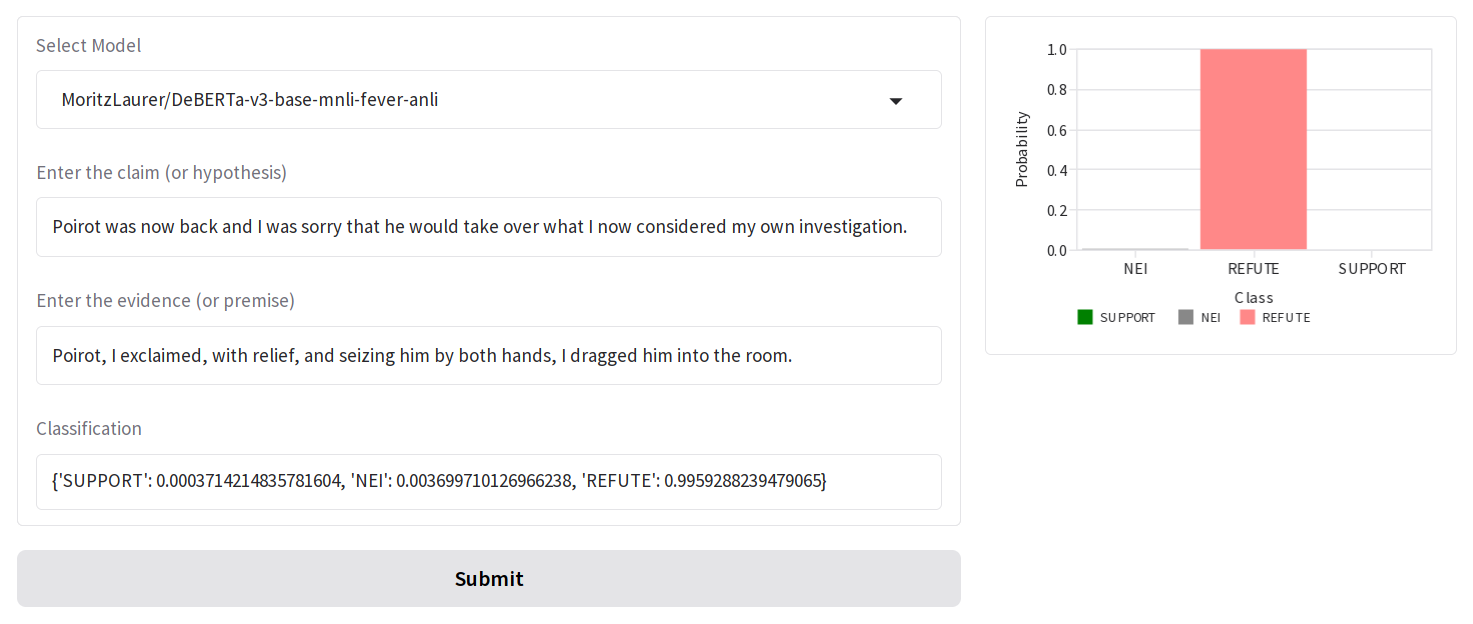 Select Model
MoritzLaurer/DeBERTa-v3-base-mnli-fever-anli
Enter the claim (or hypothesis)
Poirot was now back and I was sorry that he would take over what I now considered my own investigation.
Enter the evidence (or premise)
Poirot, I exclaimed, with relief, and seizing him by both hands, I dragged him into the room.
Classification
{'SUPPORT': 0.0003714214835781604, 'NEI': 0.003699710126966238, 'REFUTE': 0.9959288239479065}
Submit
Probability
1.0
0.8
0.6
0.4
0.2
0.0
NEI REFUTE SUPPORT
Class
SUPPORT NEI REFUTE